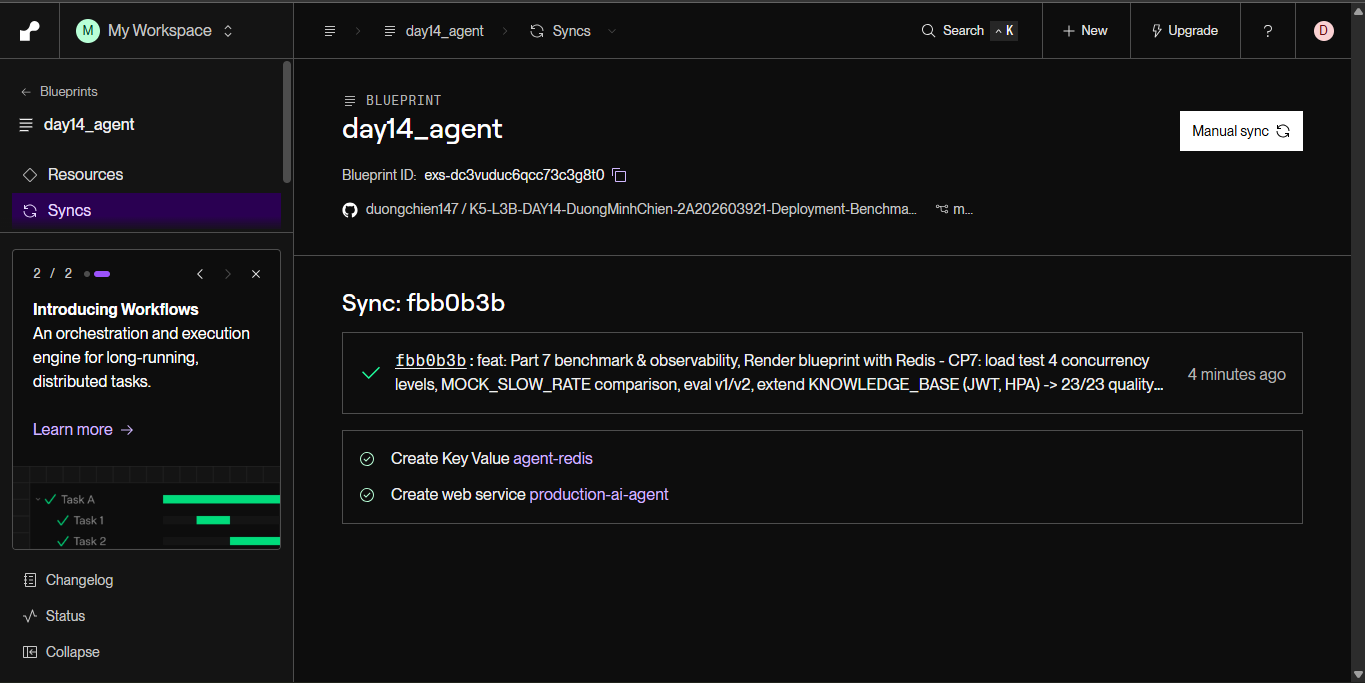 M My Workspace
day14_agent Syncs
Search ^ K
+ New
Upgrade
?
D
← Blueprints
day14_agent
Resources
Syncs
2 / 2
Introducing Workflows
An orchestration and execution
engine for long-running,
distributed tasks.
Learn more →
Task A
Task 1
Task 2
Changelog
Status
Collapse
BLUEPRINT
day14_agent
Manual sync
Blueprint ID: exs-dc3vuduc6qcc73c3g8t0
duongchien147 / K5-L3B-DAY14-DuongMinhChien-2A202603921-Deployment-Benchma... m...
Sync: fbb0b3b
fbb0b3b : feat: Part 7 benchmark & observability, Render blueprint with Redis - CP7: load test 4 concurrency
levels, MOCK_SLOW_RATE comparison, eval v1/v2, extend KNOWLEDGE_BASE (JWT, HPA) -> 23/23 quality...
4 minutes ago
Create Key Value agent-redis
Create web service production-ai-agent